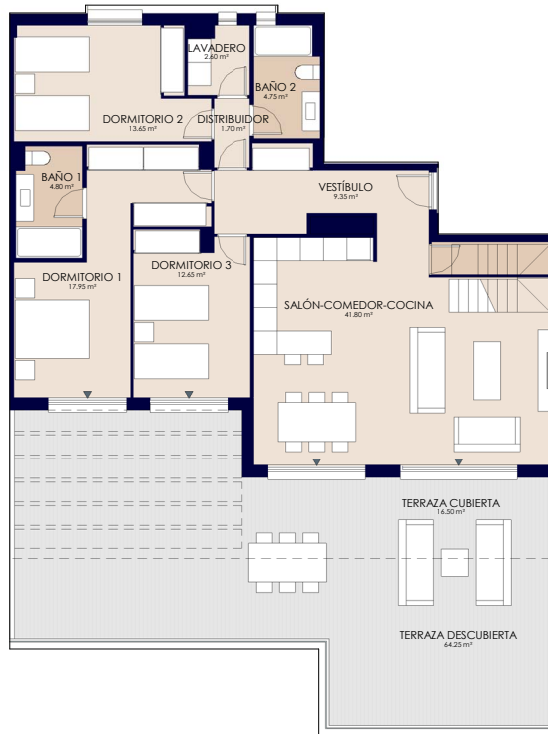 LAVADERO
2.60 m²
BAÑO 2
4.75 m²
DORMITORIO 2
13.65 m²
DISTRIBUIDOR
1.70 m²
BAÑO 1
4.80 m²
VESTÍBULO
9.35 m²
DORMITORIO 1
17.95 m²
DORMITORIO 3
12.65 m²
SALÓN-COMEDOR-COCINA
41.80 m²
TERRAZA CUBIERTA
16.50 m²
TERRAZA DESCUBIERTA
64.25 m²